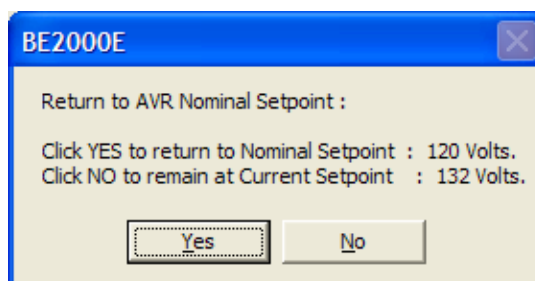 BE2000E
Return to AVR Nominal Setpoint :
Click YES to return to Nominal Setpoint : 120 Volts.
Click NO to remain at Current Setpoint : 132 Volts.
Yes No